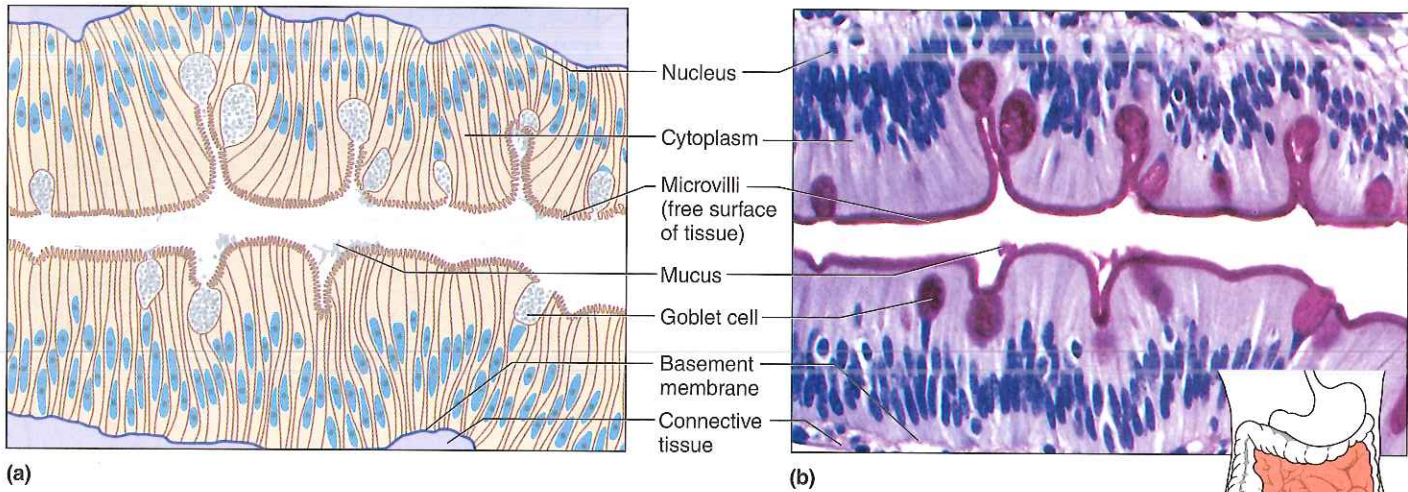 Nucleus
Cytoplasm
Microvilli
(free surface
of tissue)
Mucus
Goblet cell
Basement
membrane
Connective
tissue
(a)
(b)